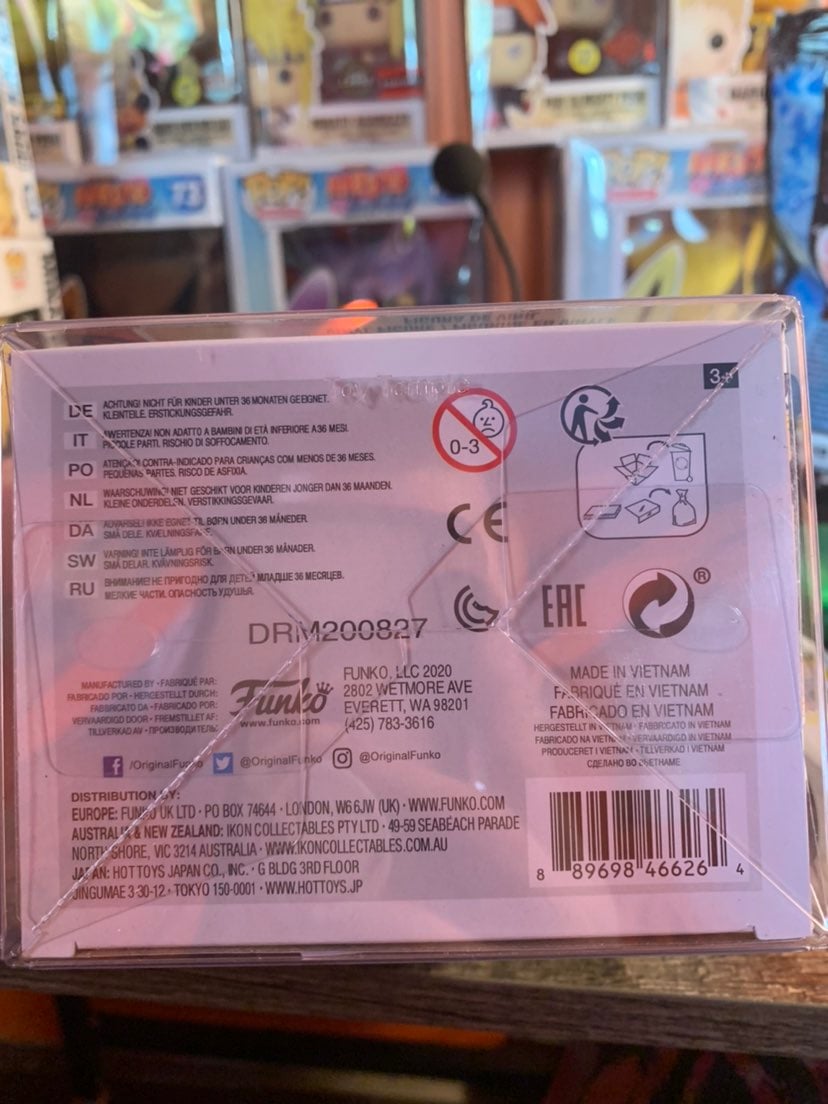 73
FIGURA DE VINIL
3+
DE ACHTUNG! NICHT FÜR KINDER UNTER 36 MONATEN GEEIGNET.
KLEINTEILE. ERSTICKUNGSGEFAHR.
IT AVVERTENZA! NON ADATTO A BAMBINI DI ETÀ INFERIORE A 36 MESI.
PICCOLE PARTI. RISCHIO DI SOFFOCAMENTO.
PO ATENÇÃO! CONTRA-INDICADO PARA CRIANÇAS COM MENOS DE 36 MESES.
PEQUENAS PARTES. RISCO DE ASFIXIA.
NL WAARSCHUWING! NIET GESCHIKT VOOR KINDEREN JONGER DAN 36 MAANDEN.
KLEINE ONDERDELEN. VERSTIKKINGSGEVAAR.
DA ADVARSEL! IKKE EGNET TIL BØRN UNDER 36 MÅNEDER.
SMÅ DELE. KVÆLNINGSFARE.
SW VARNING! INTE LÄMPLIG FÖR BARN UNDER 36 MÅNADER.
SMÅ DELAR. KVÄVNINGSRISK.
RU ВНИМАНИЕ! НЕ ПРИГОДНО ДЛЯ ДЕТЕЙ МЛАДШЕ 36 МЕСЯЦЕВ.
МЕЛКИЕ ЧАСТИ. ОПАСНОСТЬ УДУШЬЯ.
0-3
CE
EAC
®
DRM200827
MANUFACTURED BY • FABRIQUÉ PAR:
FABRICADO POR • HERGESTELLT DURCH:
FABBRICATO DA • FABRICADO POR:
VERVAARDIGD DOOR • FREMSTILLET AF:
TILLVERKAD AV • ПРОИЗВОДИТЕЛЬ:
Funko
www.funko.com
FUNKO, LLC 2020
2802 WETMORE AVE
EVERETT, WA 98201
(425) 783-3616
MADE IN VIETNAM
FABRIQUÉ EN VIETNAM
FABRICADO EN VIETNAM
HERGESTELLT IN VIETNAM • FABBRICATO IN VIETNAM
FABRICADO NA VIETNAM • VERVAARDIGD IN VIETNAM
PRODUCERET I VIETNAM • TILLVERKAD I VIETNAM
СДЕЛАНО ВО ВЬЕТНАМЕ
/OriginalFunko @OriginalFunko @OriginalFunko
DISTRIBUTION BY:
EUROPE: FUNKO UK LTD • PO BOX 74644 • LONDON, W6 6JW (UK) • WWW.FUNKO.COM
AUSTRALIA & NEW ZEALAND: IKON COLLECTABLES PTY LTD • 49-59 SEABEACH PARADE
NORTH SHORE, VIC 3214 AUSTRALIA • WWW.IKONCOLLECTABLES.COM.AU
JAPAN: HOT TOYS JAPAN CO., INC. • G BLDG 3RD FLOOR
JINGUMAE 3 30-12 • TOKYO 150-0001 • WWW.HOTTOYS.JP
8 89698 46626 4